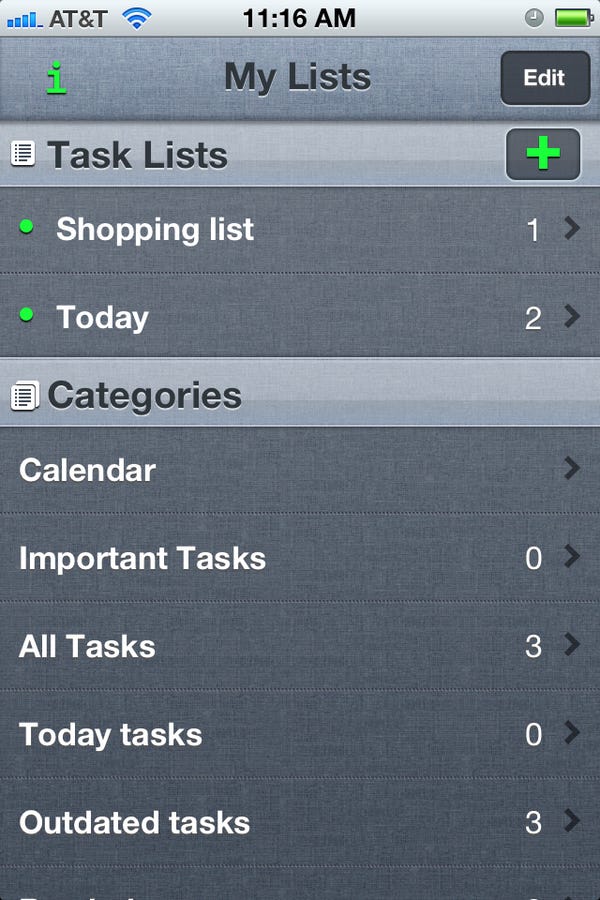 AT&T 11:16 AM
i My Lists Edit
Task Lists +
Shopping list 1
Today 2
Categories
Calendar
Important Tasks 0
All Tasks 3
Today tasks 0
Outdated tasks 3